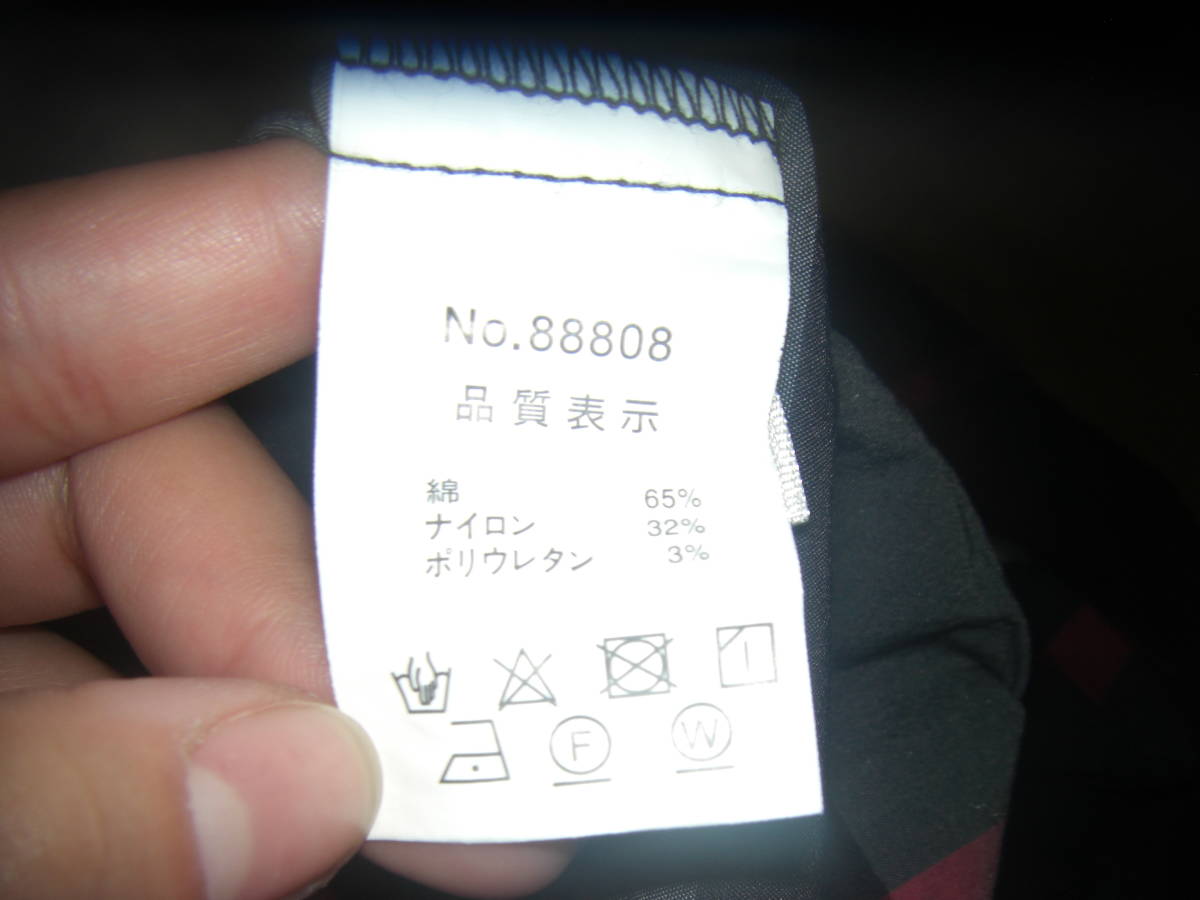 No.88808
品質表示
綿 65%
ナイロン 32%
ポリウレタン 3%
F W